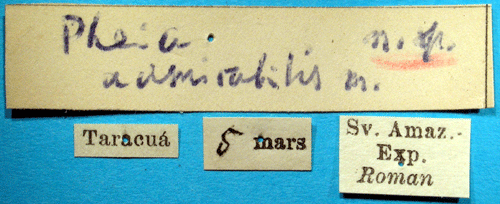 Pheia n. sp.
admirabilis m.
Taracuá
5 mars
Sv. Amaz.-
Exp.
Roman